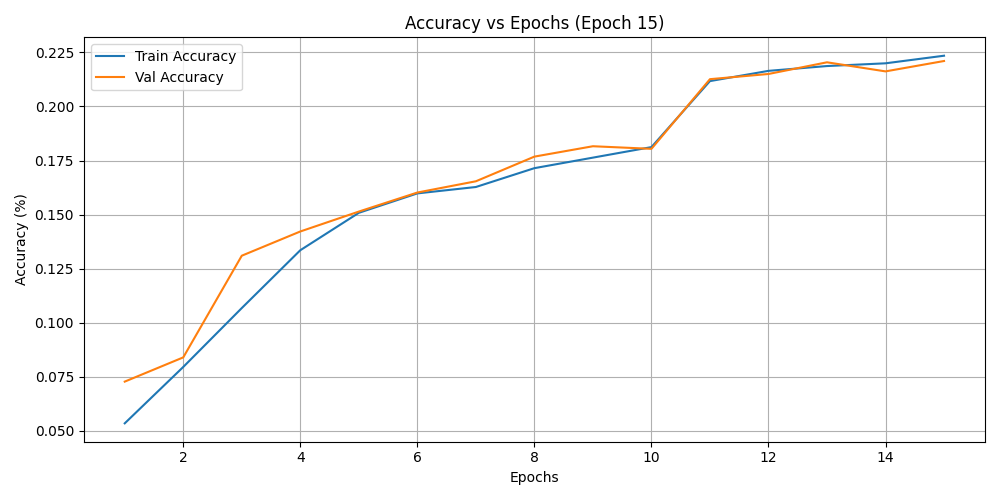 Accuracy vs Epochs (Epoch 15)
Train Accuracy
Val Accuracy
0.225
0.200
0.175
0.150
0.125
0.100
0.075
0.050
Accuracy (%)
2 4 6 8 10 12 14
Epochs